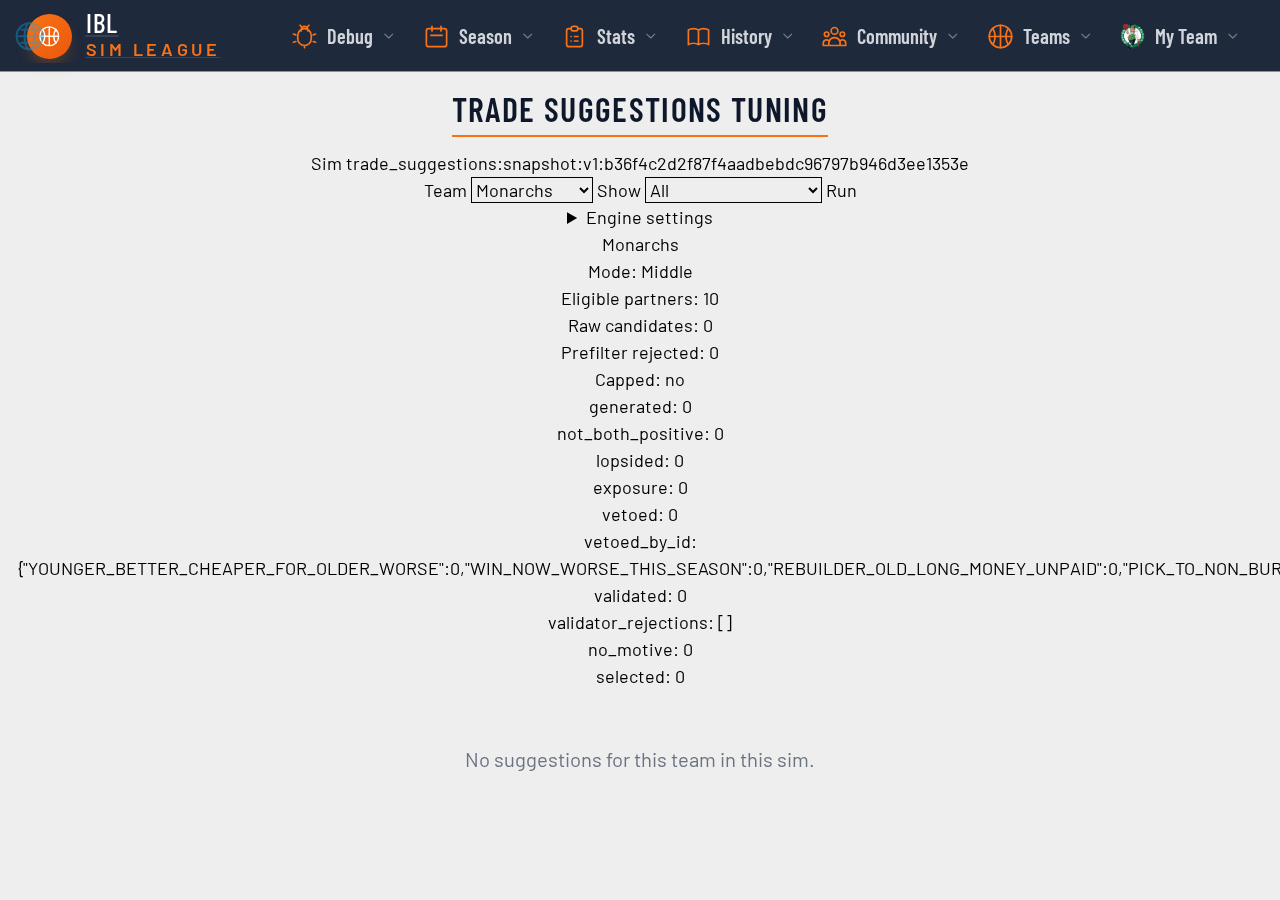 IBL
SIM LEAGUE
Debug
Season
Stats
History
Community
Teams
My Team
TRADE SUGGESTIONS TUNING
Sim trade_suggestions:snapshot:v1:b36f4c2d2f87f4aadbebdc96797b946d3ee1353e
Team Monarchs Show All Run
Engine settings
Monarchs
Mode: Middle
Eligible partners: 10
Raw candidates: 0
Prefilter rejected: 0
Capped: no
generated: 0
not_both_positive: 0
lopsided: 0
exposure: 0
vetoed: 0
vetoed_by_id:
{"YOUNGER_BETTER_CHEAPER_FOR_OLDER_WORSE":0,"WIN_NOW_WORSE_THIS_SEASON":0,"REBUILDER_OLD_LONG_MONEY_UNPAID":0,"PICK_TO_NON_BUR
validated: 0
validator_rejections: []
no_motive: 0
selected: 0
No suggestions for this team in this sim.